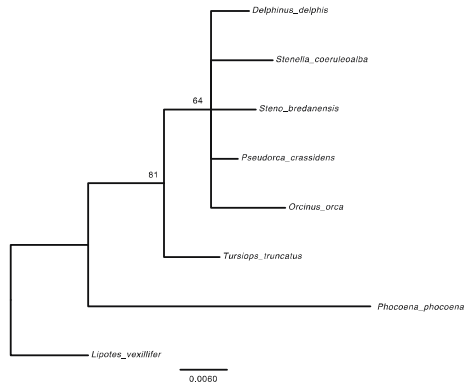 Delphinus_delphis
Stenella_coeruleoalba
64
Steno_bredanensis
Pseudorca_crassidens
81
Orcinus_orca
Tursiops_truncatus
Phocoena_phocoena
Lipotes_vexillifer
0.0060